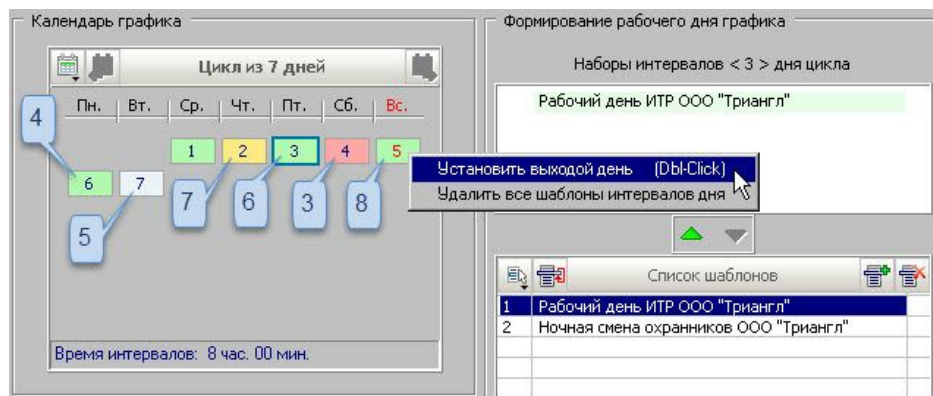 Календарь графика
Цикл из 7 дней
Пн. Вт. Ср. Чт. Пт. Сб. Вс.
4
1 2 3 4 5
6 7
7 6 3 8
5
Время интервалов: 8 час. 00 мин.
Формирование рабочего дня графика
Наборы интервалов < 3 > дня цикла
Рабочий день ИТР ООО "Триангл"
Установить выходой день (Dbl-Click)
Удалить все шаблоны интервалов дня
Список шаблонов
1 Рабочий день ИТР ООО "Триангл"
2 Ночная смена охранников ООО "Триангл"